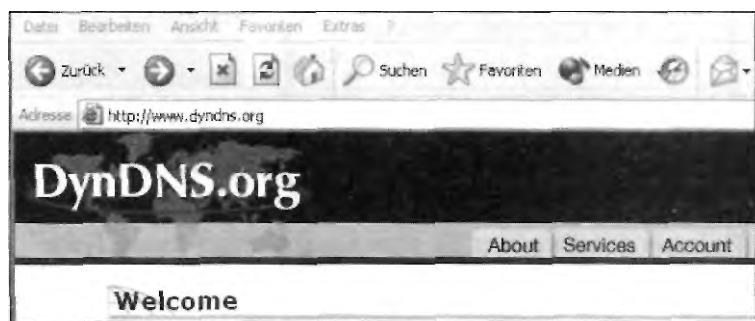 Datei Bearbeiten Ansicht Favoriten Extras ?
Zurück Suchen Favoriten Medien
Adresse http://www.dyndns.org
DynDNS.org
About Services Account
Welcome